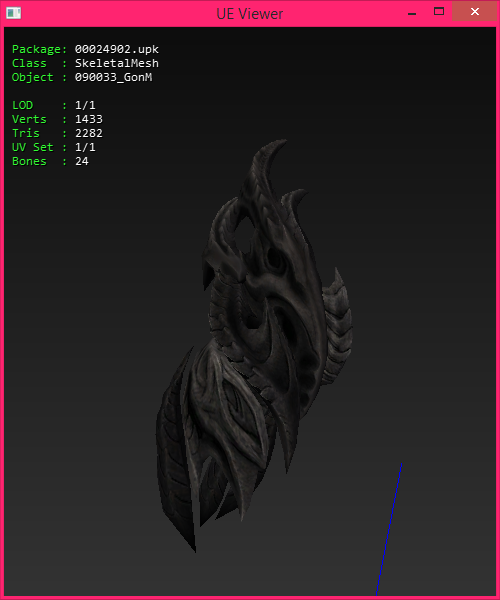 UE Viewer
Package: 00024902.upk
Class : SkeletalMesh
Object : 090033_GonM
LOD : 1/1
Verts : 1433
Tris : 2282
UV Set : 1/1
Bones : 24